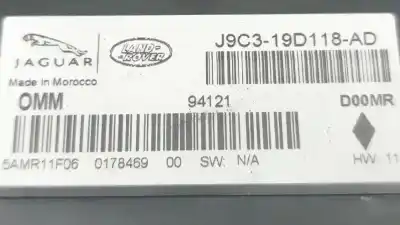 JAGUAR
LAND-
ROVER
J9C3-19D118-AD
Made in Morocco
OMM
94121
D00MR
5AMR11F06 0178469 00 SW: N/A
HW: 11